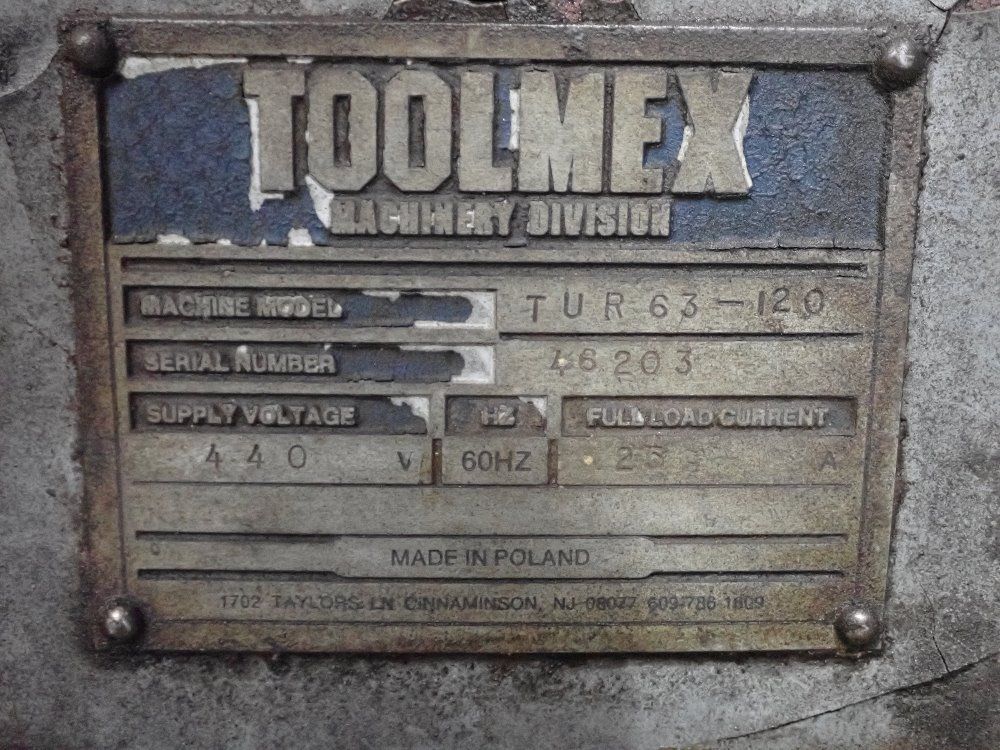 TOOLMEX
MACHINERY DIVISION
MACHINE MODEL TUR 63-120
SERIAL NUMBER 46203
SUPPLY VOLTAGE HZ FULL LOAD CURRENT
440 V 60HZ A
MADE IN POLAND
1702 TAYLORS LN CINNAMINSON, NJ 08077 609-786-1809